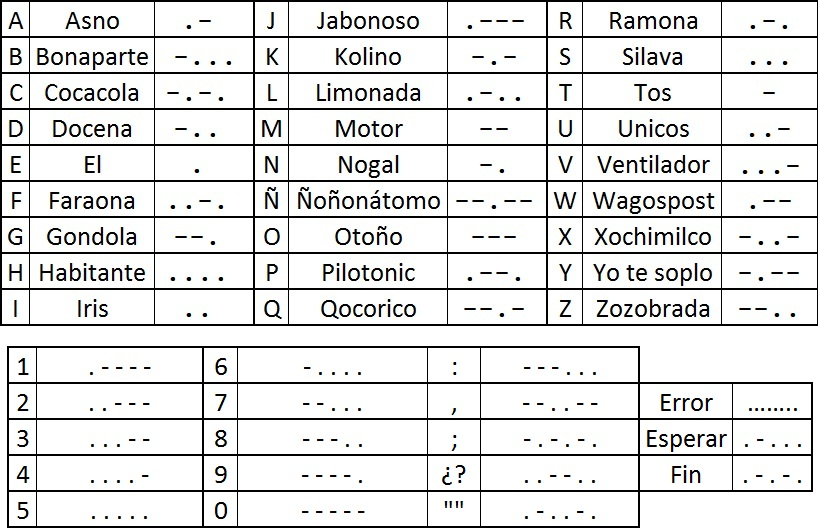 A Asno .- J Jabonoso .--- R Ramona .-.
B Bonaparte -... K Kolino -.- S Silava ...
C Cocacola -.-. L Limonada .-.. T Tos -
D Docena -.. M Motor -- U Unicos ..-
E El . N Nogal -. V Ventilador ...-
F Faraona ..-. Ñ Ñoñonátomo --.-- W Wagospost .--
G Gondola --. O Otoño --- X Xochimilco -..-
H Habitante .... P Pilotonic .--. Y Yo te soplo -.--
I Iris .. Q Qocorico --.- Z Zozobrada --..
1 .---- 6 -.... : ---...
2 ..--- 7 --... , --..-- Error ........
3 ...-- 8 ---.. ; -.-.-. Esperar .-...
4 ....- 9 ----. ¿? ..--.. Fin .-.-.
5 ..... 0 ----- "" .-..-.